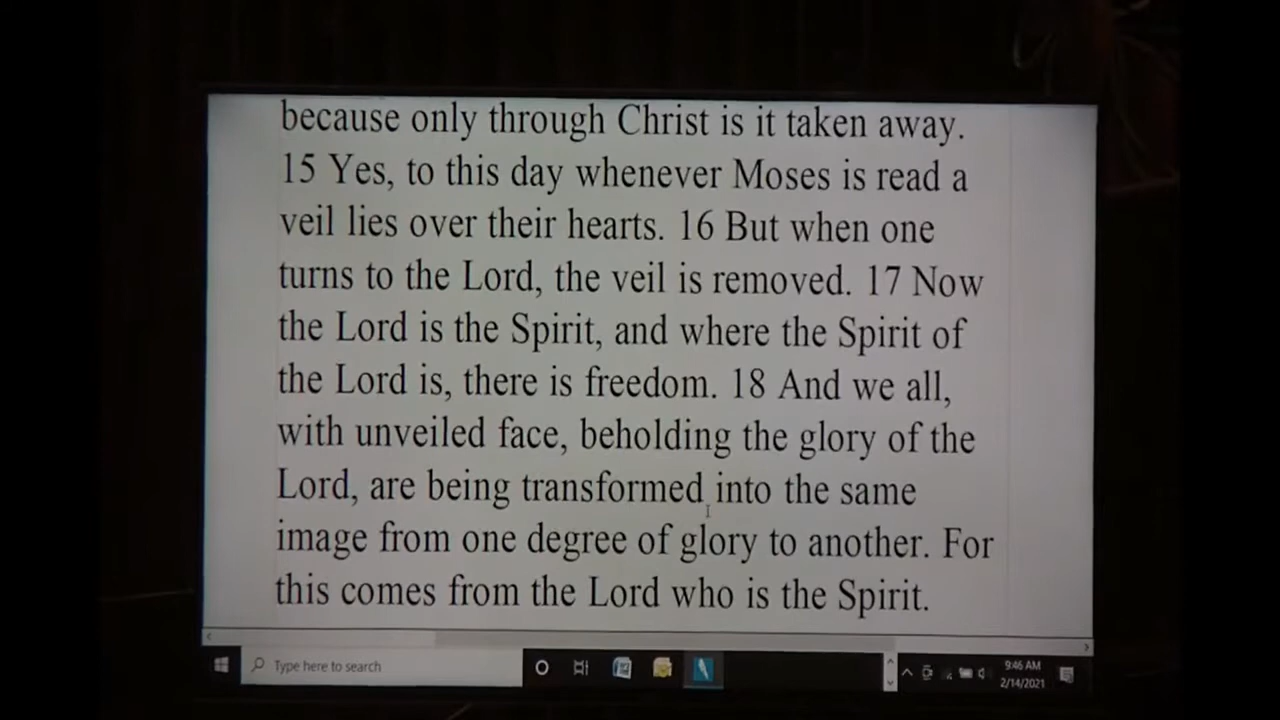 because only through Christ is it taken away.
15 Yes, to this day whenever Moses is read a
veil lies over their hearts. 16 But when one
turns to the Lord, the veil is removed. 17 Now
the Lord is the Spirit, and where the Spirit of
the Lord is, there is freedom. 18 And we all,
with unveiled face, beholding the glory of the
Lord, are being transformed into the same
image from one degree of glory to another. For
this comes from the Lord who is the Spirit.
Type here to search
9:46 AM
2/14/2021